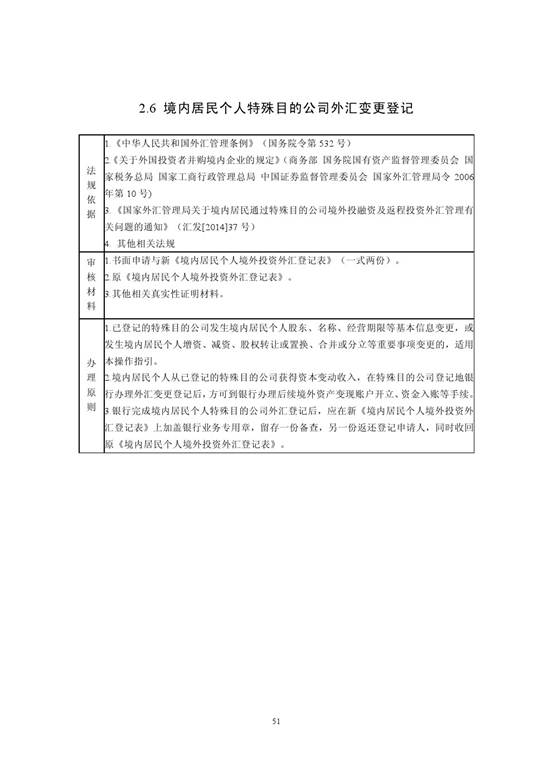 2.6 境内居民个人特殊目的公司外汇变更登记
法规依据
1.《中华人民共和国外汇管理条例》（国务院令第 532 号）
2.《关于外国投资者并购境内企业的规定》（商务部 国务院国有资产监督管理委员会 国
家税务总局 国家工商行政管理总局 中国证券监督管理委员会 国家外汇管理局令 2006
年第 10 号)
3.《国家外汇管理局关于境内居民通过特殊目的公司境外投融资及返程投资外汇管理有
关问题的通知》（汇发[2014]37 号）
4. 其他相关法规
审核材料
1.书面申请与新《境内居民个人境外投资外汇登记表》（一式两份）。
2.原《境内居民个人境外投资外汇登记表》。
3.其他相关真实性证明材料。
办理原则
1.已登记的特殊目的公司发生境内居民个人股东、名称、经营期限等基本信息变更，或
发生境内居民个人增资、减资、股权转让或置换、合并或分立等重要事项变更的，适用
本操作指引。
2.境内居民个人从已登记的特殊目的公司获得资本变动收入，在特殊目的公司登记地银
行办理外汇变更登记后，方可到银行办理后续境外资产变现账户开立、资金入账等手续。
3.银行完成境内居民个人特殊目的公司外汇登记后，应在新《境内居民个人境外投资外
汇登记表》上加盖银行业务专用章，留存一份备查，另一份返还登记申请人，同时收回
原《境内居民个人境外投资外汇登记表》。
51